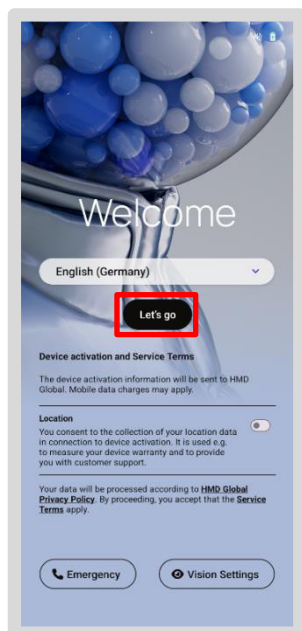 Welcome
English (Germany)
Let's go
Device activation and Service Terms
The device activation information will be sent to HMD
Global. Mobile data charges may apply.
Location
You consent to the collection of your location data
in connection to device activation. It is used e.g.
to measure your device warranty and to provide
you with customer support.
Your data will be processed according to HMD Global
Privacy Policy. By proceeding, you accept that the Service
Terms apply.
Emergency
Vision Settings